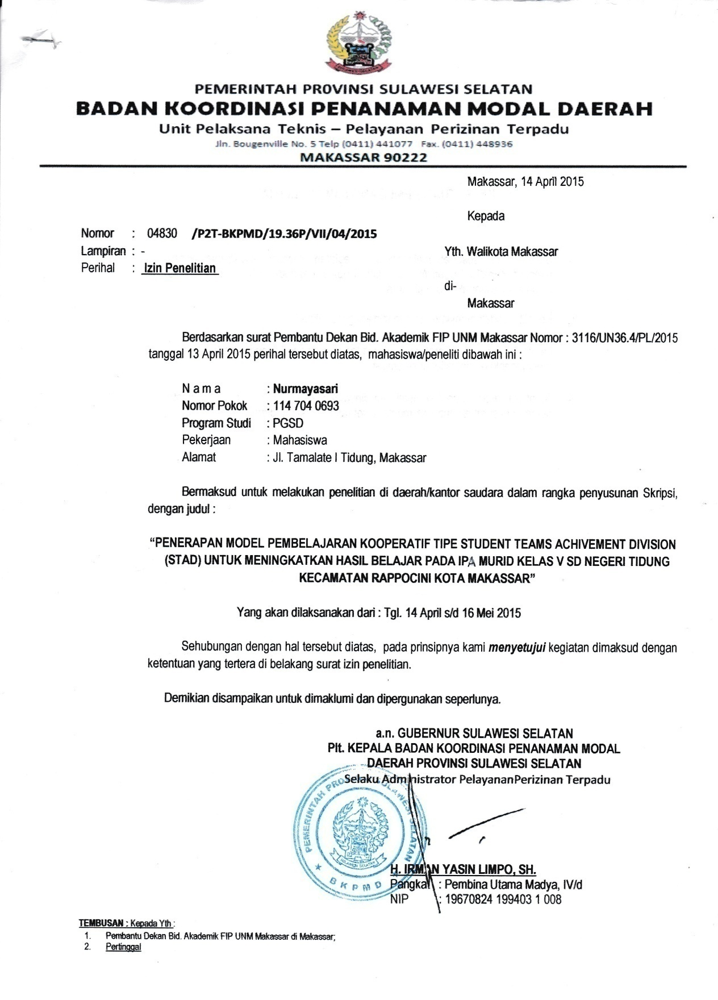 PEMERINTAH PROVINSI SULAWESI SELATAN
BADAN KOORDINASI PENANAMAN MODAL DAERAH
Unit Pelaksana Teknis – Pelayanan Perizinan Terpadu
Jln. Bougenville No. 5 Telp (0411) 441077 Fax. (0411) 448936
MAKASSAR 90222
Makassar, 14 April 2015
Kepada
Nomor : 04830 /P2T-BKPMD/19.36P/VII/04/2015
Lampiran : -
Yth. Walikota Makassar
Perihal : Izin Penelitian
di-
Makassar
Berdasarkan surat Pembantu Dekan Bid. Akademik FIP UNM Makassar Nomor : 3116/UN36.4/PL/2015
tanggal 13 April 2015 perihal tersebut diatas, mahasiswa/peneliti dibawah ini :
N a m a : Nurmayasari
Nomor Pokok : 114 704 0693
Program Studi : PGSD
Pekerjaan : Mahasiswa
Alamat : Jl. Tamalate I Tidung, Makassar
Bermaksud untuk melakukan penelitian di daerah/kantor saudara dalam rangka penyusunan Skripsi,
dengan judul :
“PENERAPAN MODEL PEMBELAJARAN KOOPERATIF TIPE STUDENT TEAMS ACHIVEMENT DIVISION
(STAD) UNTUK MENINGKATKAN HASIL BELAJAR PADA IPA MURID KELAS V SD NEGERI TIDUNG
KECAMATAN RAPPOCINI KOTA MAKASSAR”
Yang akan dilaksanakan dari : Tgl. 14 April s/d 16 Mei 2015
Sehubungan dengan hal tersebut diatas, pada prinsipnya kami menyetujui kegiatan dimaksud dengan
ketentuan yang tertera di belakang surat izin penelitian.
Demikian disampaikan untuk dimaklumi dan dipergunakan seperlunya.
a.n. GUBERNUR SULAWESI SELATAN
Plt. KEPALA BADAN KOORDINASI PENANAMAN MODAL
DAERAH PROVINSI SULAWESI SELATAN
Selaku Administrator PelayananPerizinan Terpadu
PEMERINTAH PROVINSI SULAWESI SELATAN
SULAWESI SELATAN
BKPMD
H. IRMAN YASIN LIMPO, SH.
Pangkat : Pembina Utama Madya, IV/d
NIP : 19670824 199403 1 008
TEMBUSAN : Kepada Yth :
1. Pembantu Dekan Bid. Akademik FIP UNM Makassar di Makassar;
2. Pertinggal